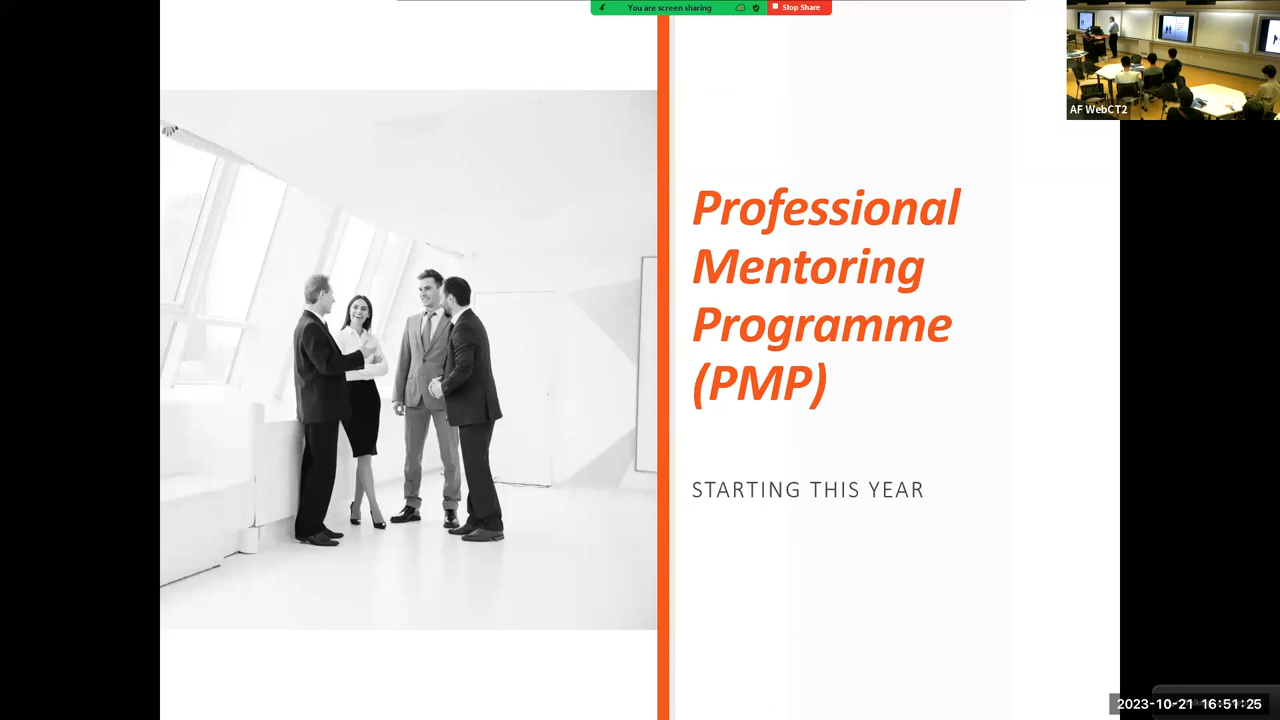 You are screen sharing
Stop Share
AF WebCT2
Professional
Mentoring
Programme
(PMP)
STARTING THIS YEAR
2023-10-21 16:51:25